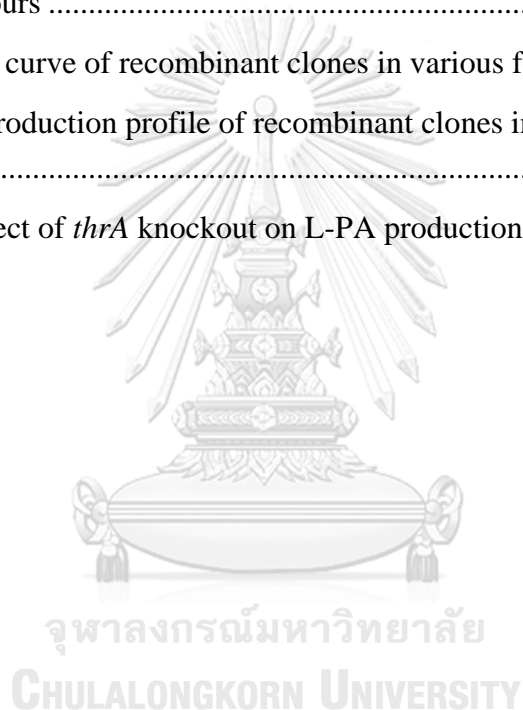 ours ..........................................................................
curve of recombinant clones in various f
roduction profile of recombinant clones i
..........................................................................
ect of thrA knockout on L-PA production
จุฬาลงกรณ์มหาวิทยาลัย
CHULALONGKORN UNIVERSITY